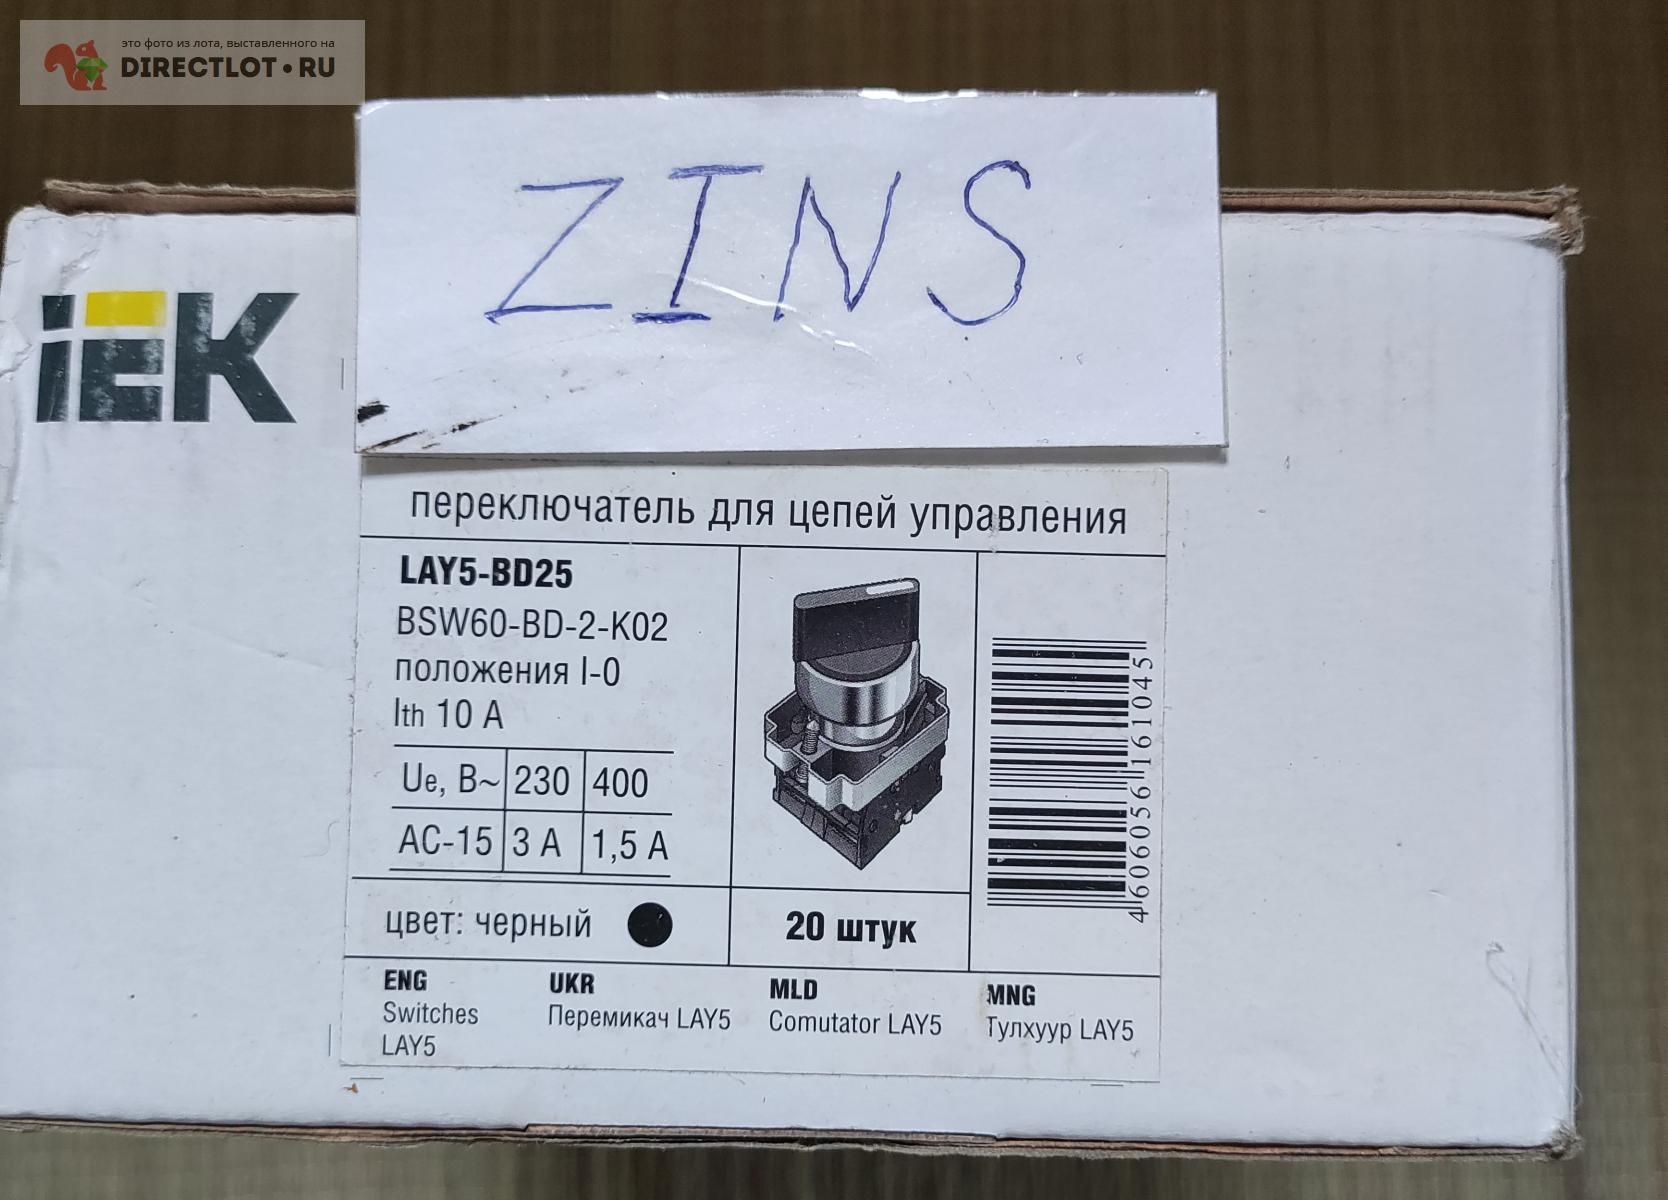 это фото из лота, выставленного на
DIRECTLOT•RU
ZINS
iEK
переключатель для цепей управления
LAY5-BD25
BSW60-BD-2-K02
положения I-0
Ith 10 A
Ue, В~ 230 400
AC-15 3 A 1,5 A
цвет: черный
20 штук
4606056161045
ENG
Switches
LAY5
UKR
Перемикач LAY5
MLD
Comutator LAY5
MNG
Тулхуур LAY5